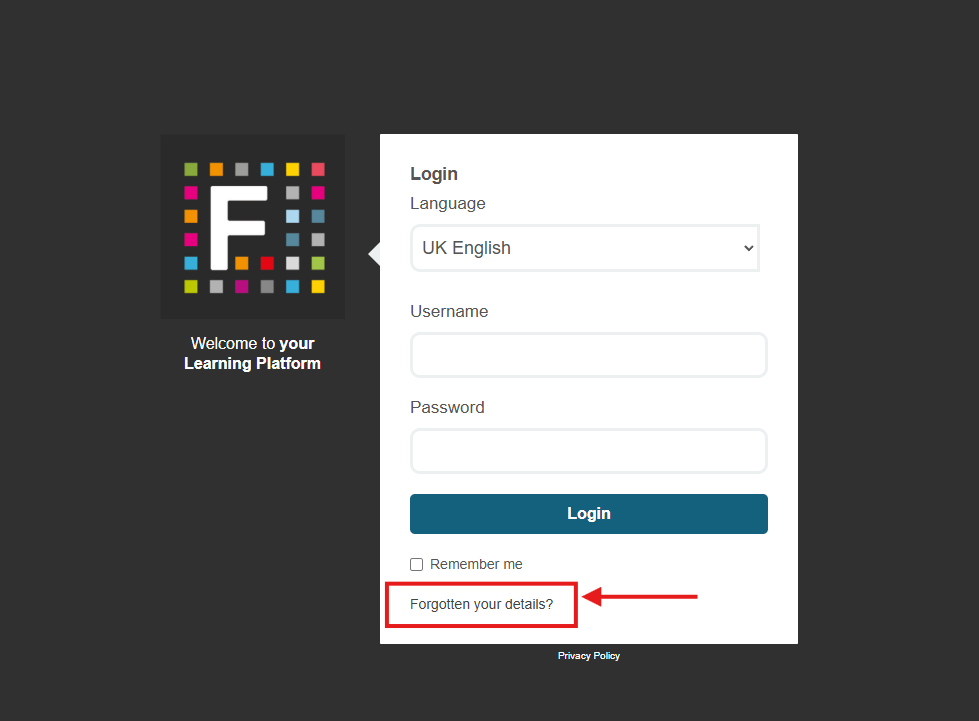 F
Welcome to your
Learning Platform
Login
Language
UK English
Username
Password
Login
Remember me
Forgotten your details?
Privacy Policy